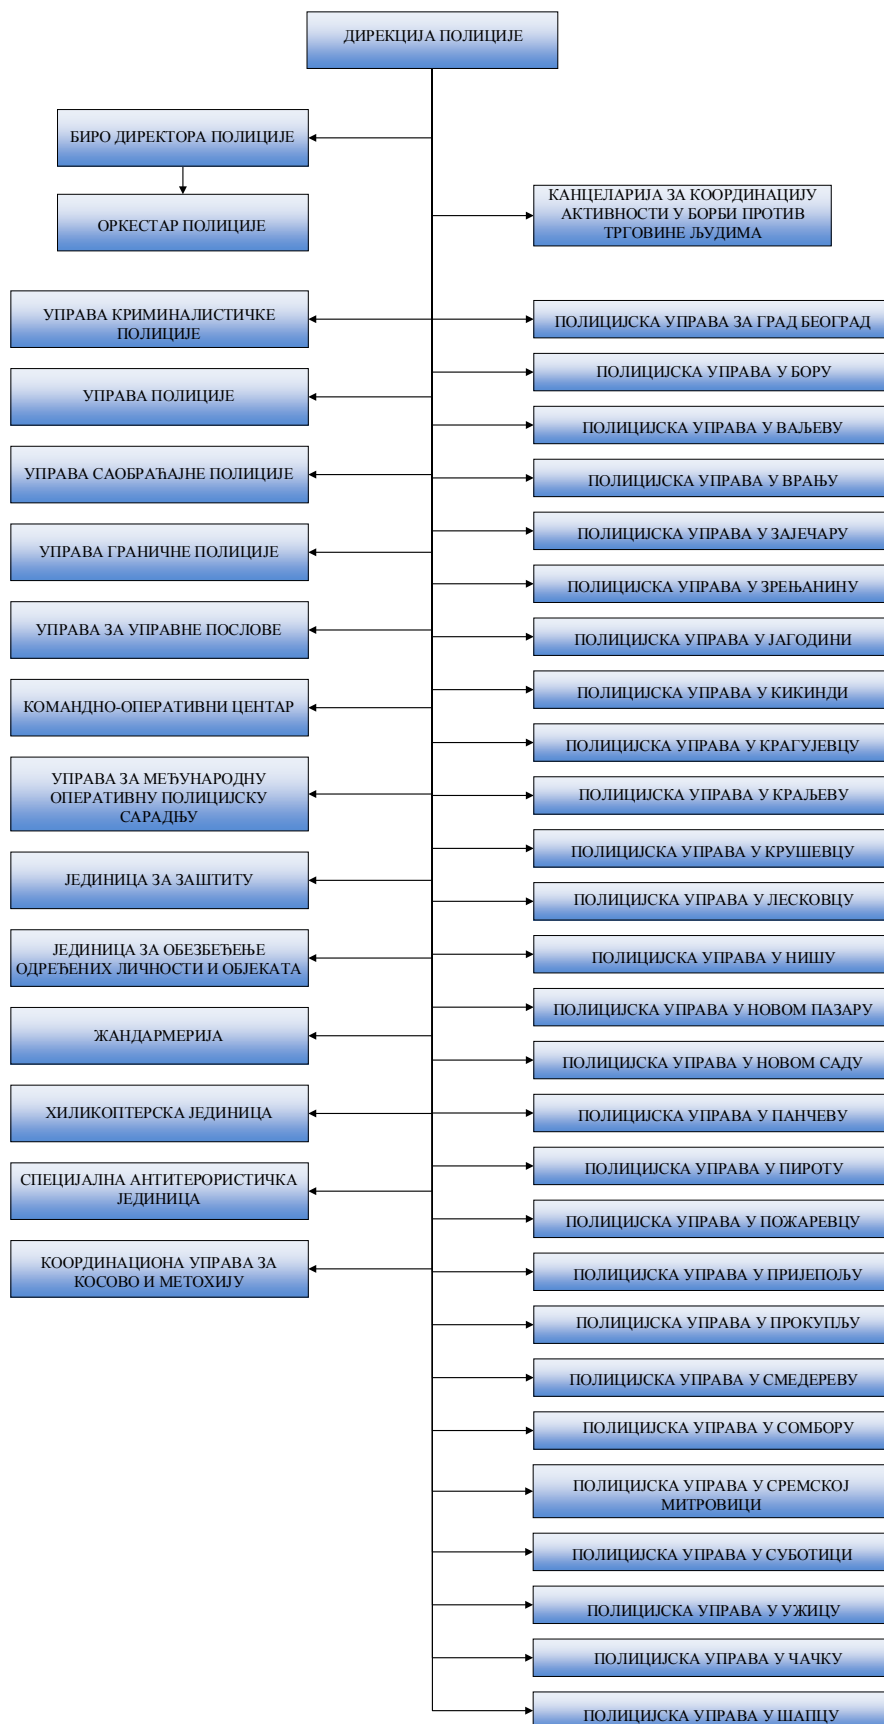 ДИРЕКЦИЈА ПОЛИЦИЈЕ
БИРО ДИРЕКТОРА ПОЛИЦИЈЕ
ОРКЕСТАР ПОЛИЦИЈЕ
КАНЦЕЛАРИЈА ЗА КООРДИНАЦИЈУ
АКТИВНОСТИ У БОРБИ ПРОТИВ
ТРГОВИНЕ ЉУДИМА
УПРАВА КРИМИНАЛИСТИЧКЕ
ПОЛИЦИЈЕ
УПРАВА ПОЛИЦИЈЕ
УПРАВА САОБРАЋАЈНЕ ПОЛИЦИЈЕ
УПРАВА ГРАНИЧНЕ ПОЛИЦИЈЕ
УПРАВА ЗА УПРАВНЕ ПОСЛОВЕ
КОМАНДНО-ОПЕРАТИВНИ ЦЕНТАР
УПРАВА ЗА МЕЂУНАРОДНУ
ОПЕРАТИВНУ ПОЛИЦИЈСКУ
САРАДЊУ
ЈЕДИНИЦА ЗА ЗАШТИТУ
ЈЕДИНИЦА ЗА ОБЕЗБЕЂЕЊЕ
ОДРЕЂЕНИХ ЛИЧНОСТИ И ОБЈЕКАТА
ЖАНДАРМЕРИЈА
ХИЛИКОПТЕРСКА ЈЕДИНИЦА
СПЕЦИЈАЛНА АНТИТЕРОРИСТИЧКА
ЈЕДИНИЦА
КООРДИНАЦИОНА УПРАВА ЗА
КОСОВО И МЕТОХИЈУ
ПОЛИЦИЈСКА УПРАВА ЗА ГРАД БЕОГРАД
ПОЛИЦИЈСКА УПРАВА У БОРУ
ПОЛИЦИЈСКА УПРАВА У ВАЉЕВУ
ПОЛИЦИЈСКА УПРАВА У ВРАЊУ
ПОЛИЦИЈСКА УПРАВА У ЗАЈЕЧАРУ
ПОЛИЦИЈСКА УПРАВА У ЗРЕЊАНИНУ
ПОЛИЦИЈСКА УПРАВА У ЈАГОДИНИ
ПОЛИЦИЈСКА УПРАВА У КИКИНДИ
ПОЛИЦИЈСКА УПРАВА У КРАГУЈЕВЦУ
ПОЛИЦИЈСКА УПРАВА У КРАЉЕВУ
ПОЛИЦИЈСКА УПРАВА У КРУШЕВЦУ
ПОЛИЦИЈСКА УПРАВА У ЛЕСКОВЦУ
ПОЛИЦИЈСКА УПРАВА У НИШУ
ПОЛИЦИЈСКА УПРАВА У НОВОМ ПАЗАРУ
ПОЛИЦИЈСКА УПРАВА У НОВОМ САДУ
ПОЛИЦИЈСКА УПРАВА У ПАНЧЕВУ
ПОЛИЦИЈСКА УПРАВА У ПИРОТУ
ПОЛИЦИЈСКА УПРАВА У ПОЖАРЕВЦУ
ПОЛИЦИЈСКА УПРАВА У ПРИЈЕПОЉУ
ПОЛИЦИЈСКА УПРАВА У ПРОКУПЉУ
ПОЛИЦИЈСКА УПРАВА У СМЕДЕРЕВУ
ПОЛИЦИЈСКА УПРАВА У СОМБОРУ
ПОЛИЦИЈСКА УПРАВА У СРЕМСКОЈ
МИТРОВИЦИ
ПОЛИЦИЈСКА УПРАВА У СУБОТИЦИ
ПОЛИЦИЈСКА УПРАВА У УЖИЦУ
ПОЛИЦИЈСКА УПРАВА У ЧАЧКУ
ПОЛИЦИЈСКА УПРАВА У ШАПЦУ